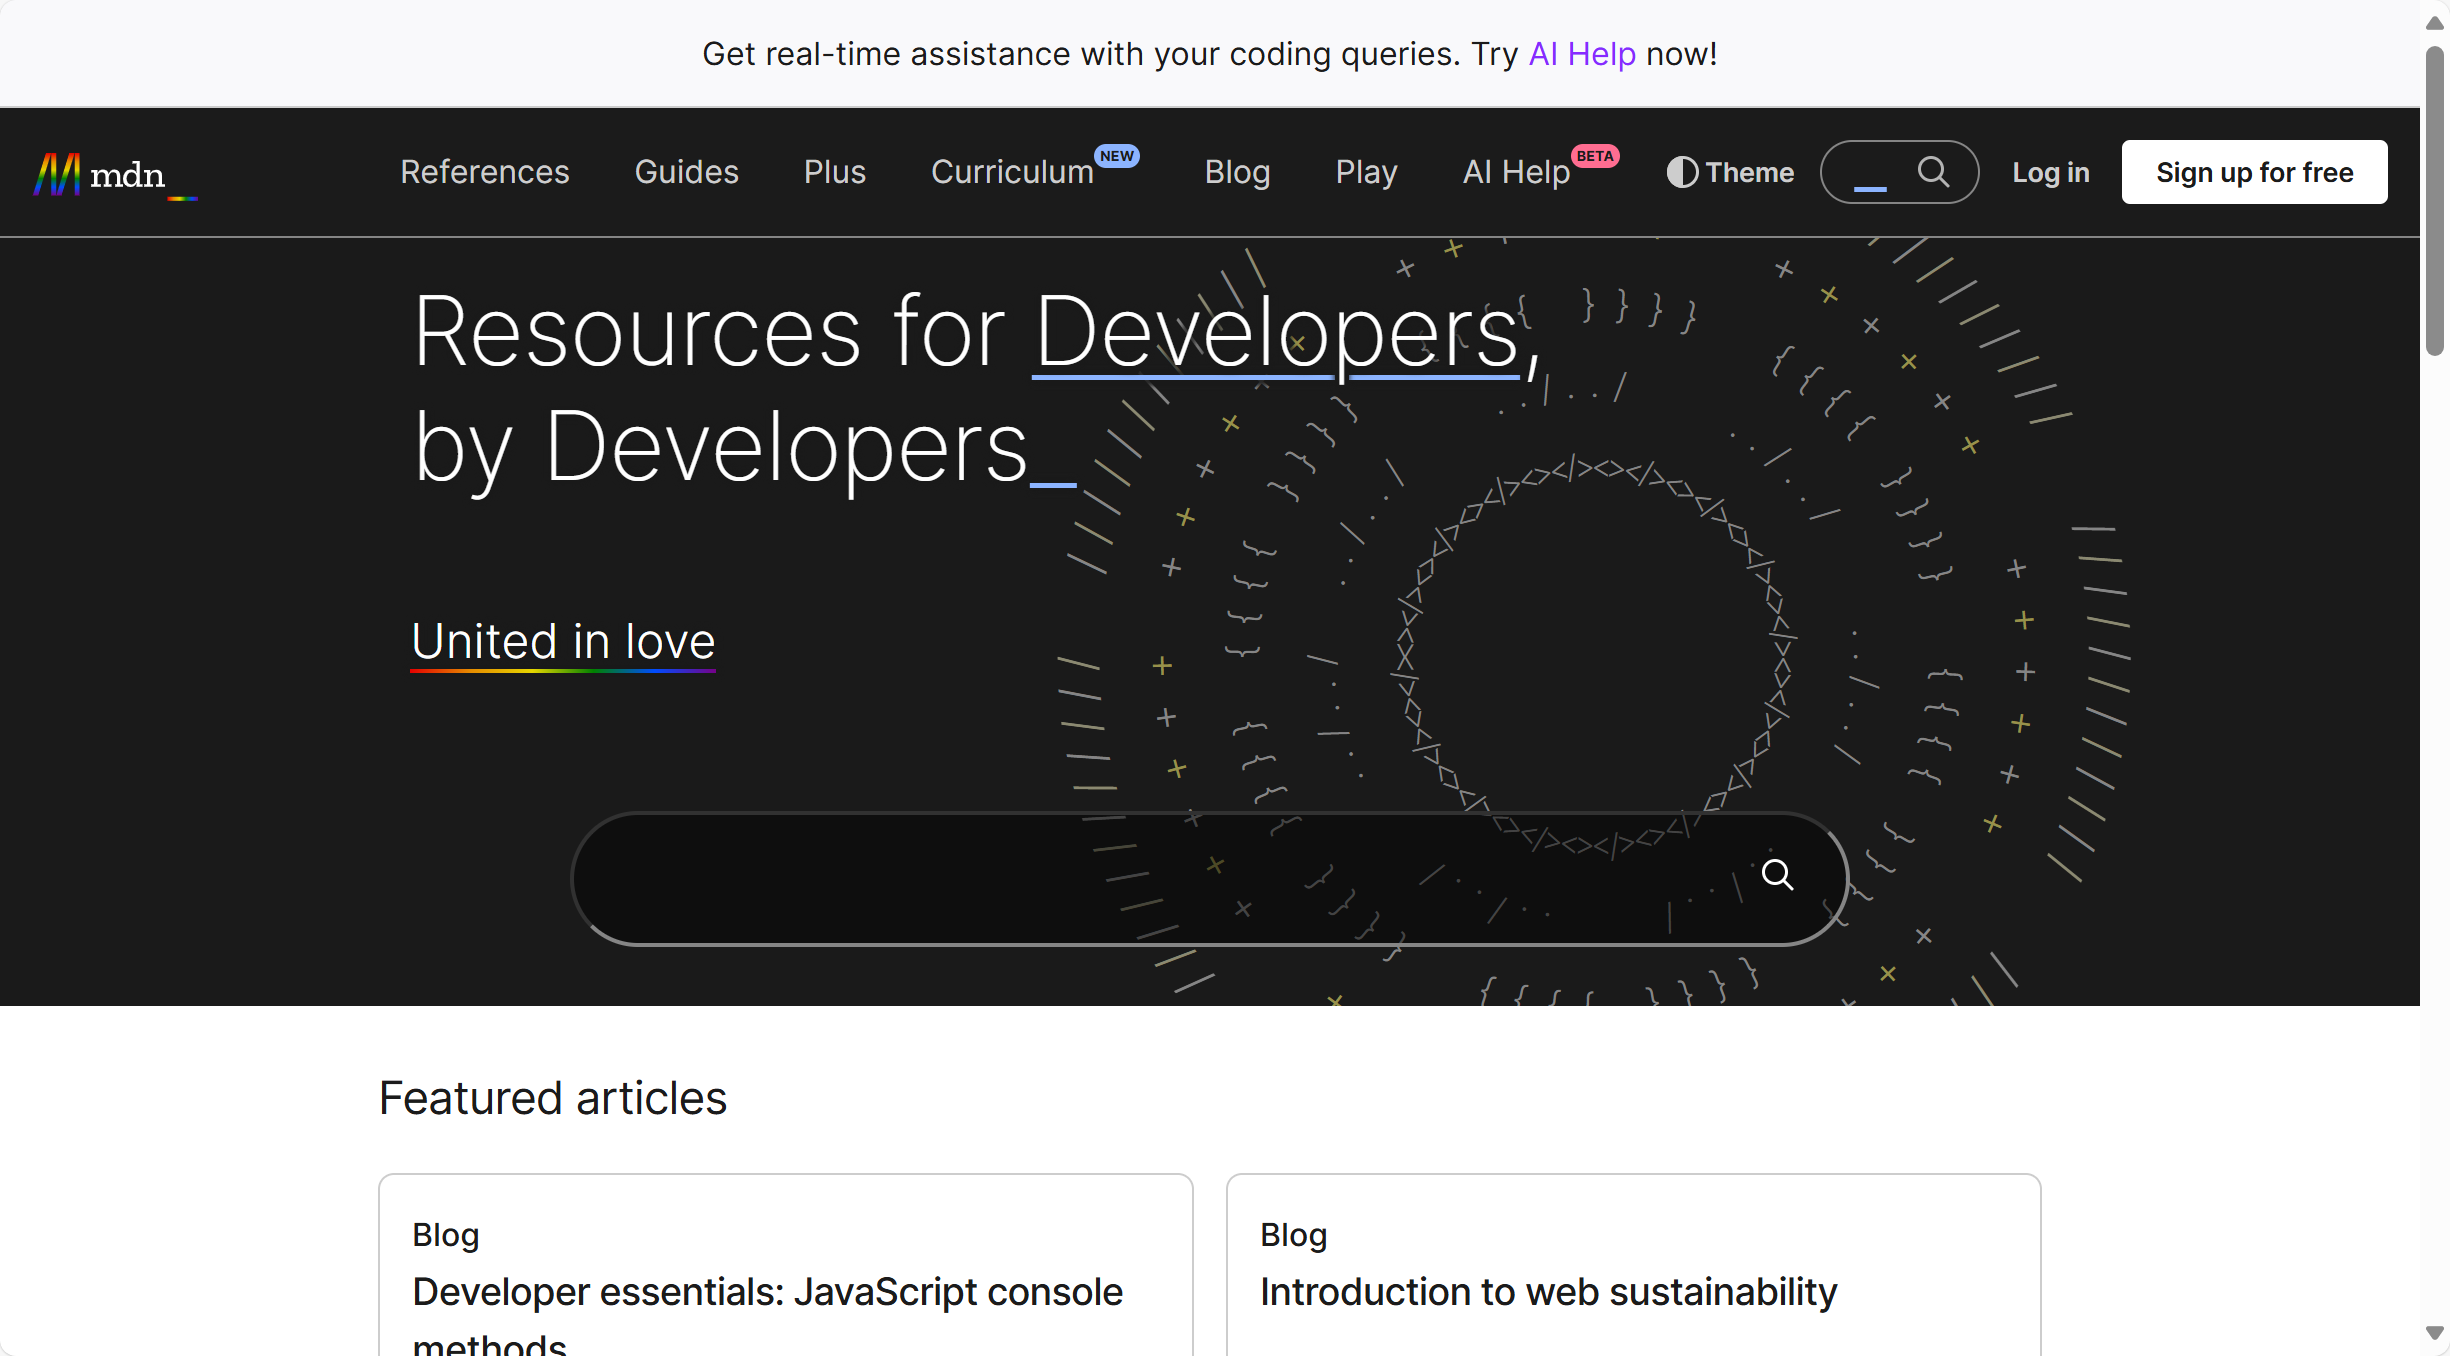 Get real-time assistance with your coding queries. Try AI Help now!
mdn_
References Guides Plus Curriculum NEW Blog Play AI Help BETA Theme Log in Sign up for free
Resources for Developers,
by Developers_
United in love
Featured articles
Blog
Developer essentials: JavaScript console
methods
Blog
Introduction to web sustainability